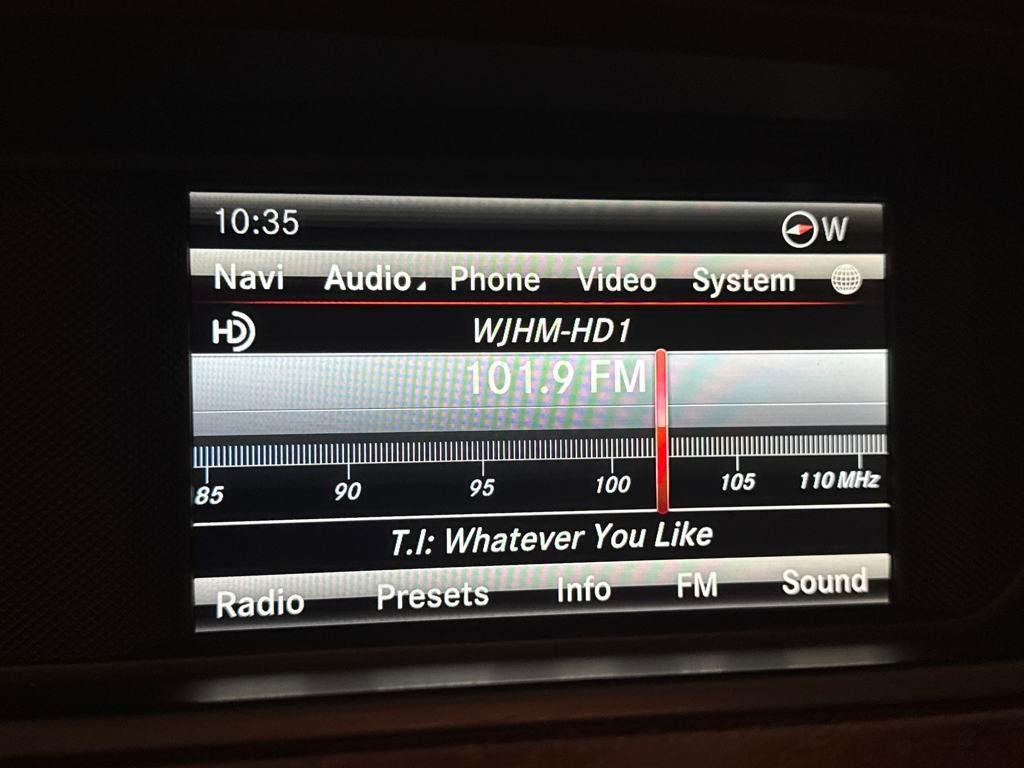 10:35 W
Navi Audio Phone Video System
HD WJHM-HD1
101.9 FM
85 90 95 100 105 110 MHz
T.I: Whatever You Like
Radio Presets Info FM Sound